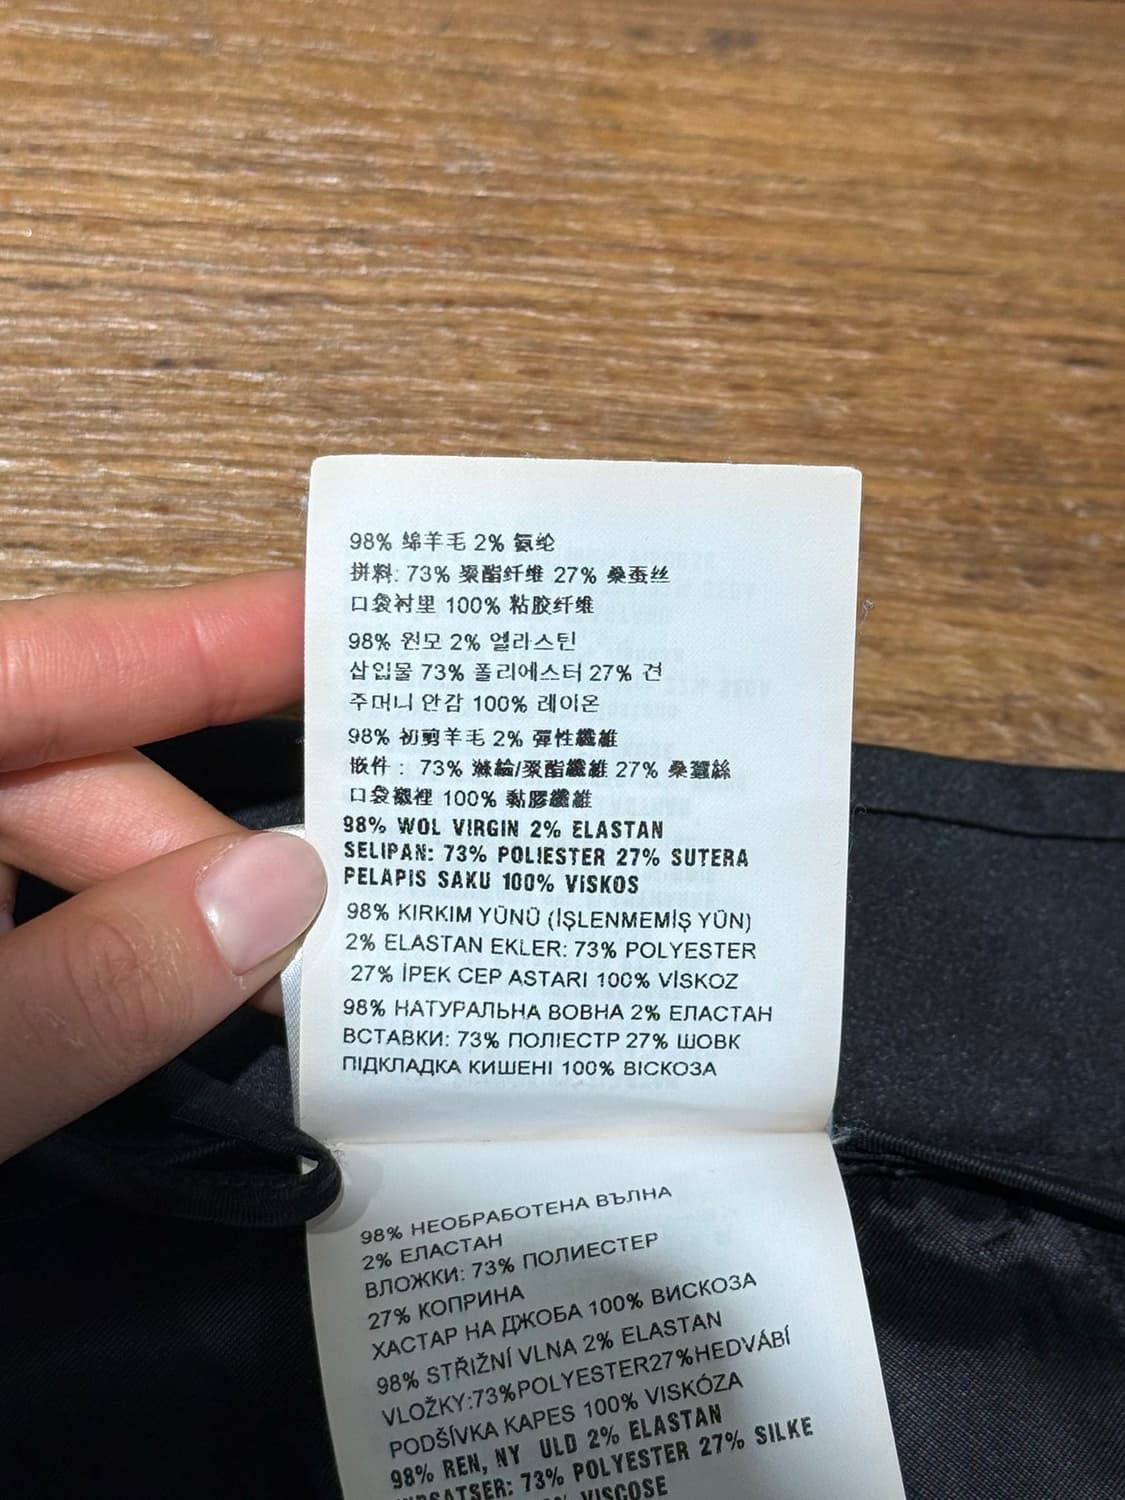 98% 绵羊毛 2% 氨纶
拼料: 73% 聚酯纤维 27% 桑蚕丝
口袋衬里 100% 粘胶纤维
98% 원모 2% 엘라스틴
삽입물 73% 폴리에스터 27% 견
주머니 안감 100% 레이온
98% 初剪羊毛 2% 彈性纖維
嵌件 : 73% 滌綸/聚酯纖維 27% 桑蠶絲
口袋襯裡 100% 黏膠纖維
98% WOL VIRGIN 2% ELASTAN
SELIPAN: 73% POLIESTER 27% SUTERA
PELAPIS SAKU 100% VISKOS
98% KIRKIM YÜNÜ (İŞLENMEMİŞ YÜN)
2% ELASTAN EKLER: 73% POLYESTER
27% İPEK CEP ASTARI 100% VİSKOZ
98% НАТУРАЛЬНА ВОВНА 2% ЕЛАСТАН
ВСТАВКИ: 73% ПОЛІЕСТР 27% ШОВК
ПІДКЛАДКА КИШЕНІ 100% ВІСКОЗА
98% НЕОБРАБОТЕНА ВЪЛНА
2% ЕЛАСТАН
ВЛОЖКИ: 73% ПОЛИЕСТЕР
27% КОПРИНА
ХАСТАР НА ДЖОБА 100% ВИСКОЗА
98% STŘIŽNÍ VLNA 2% ELASTAN
VLOŽKY:73%POLYESTER27%HEDVÁBÍ
PODŠÍVKA KAPES 100% VISKÓZA
98% REN, NY ULD 2% ELASTAN
73% POLYESTER 27% SILKE
VISCOSE